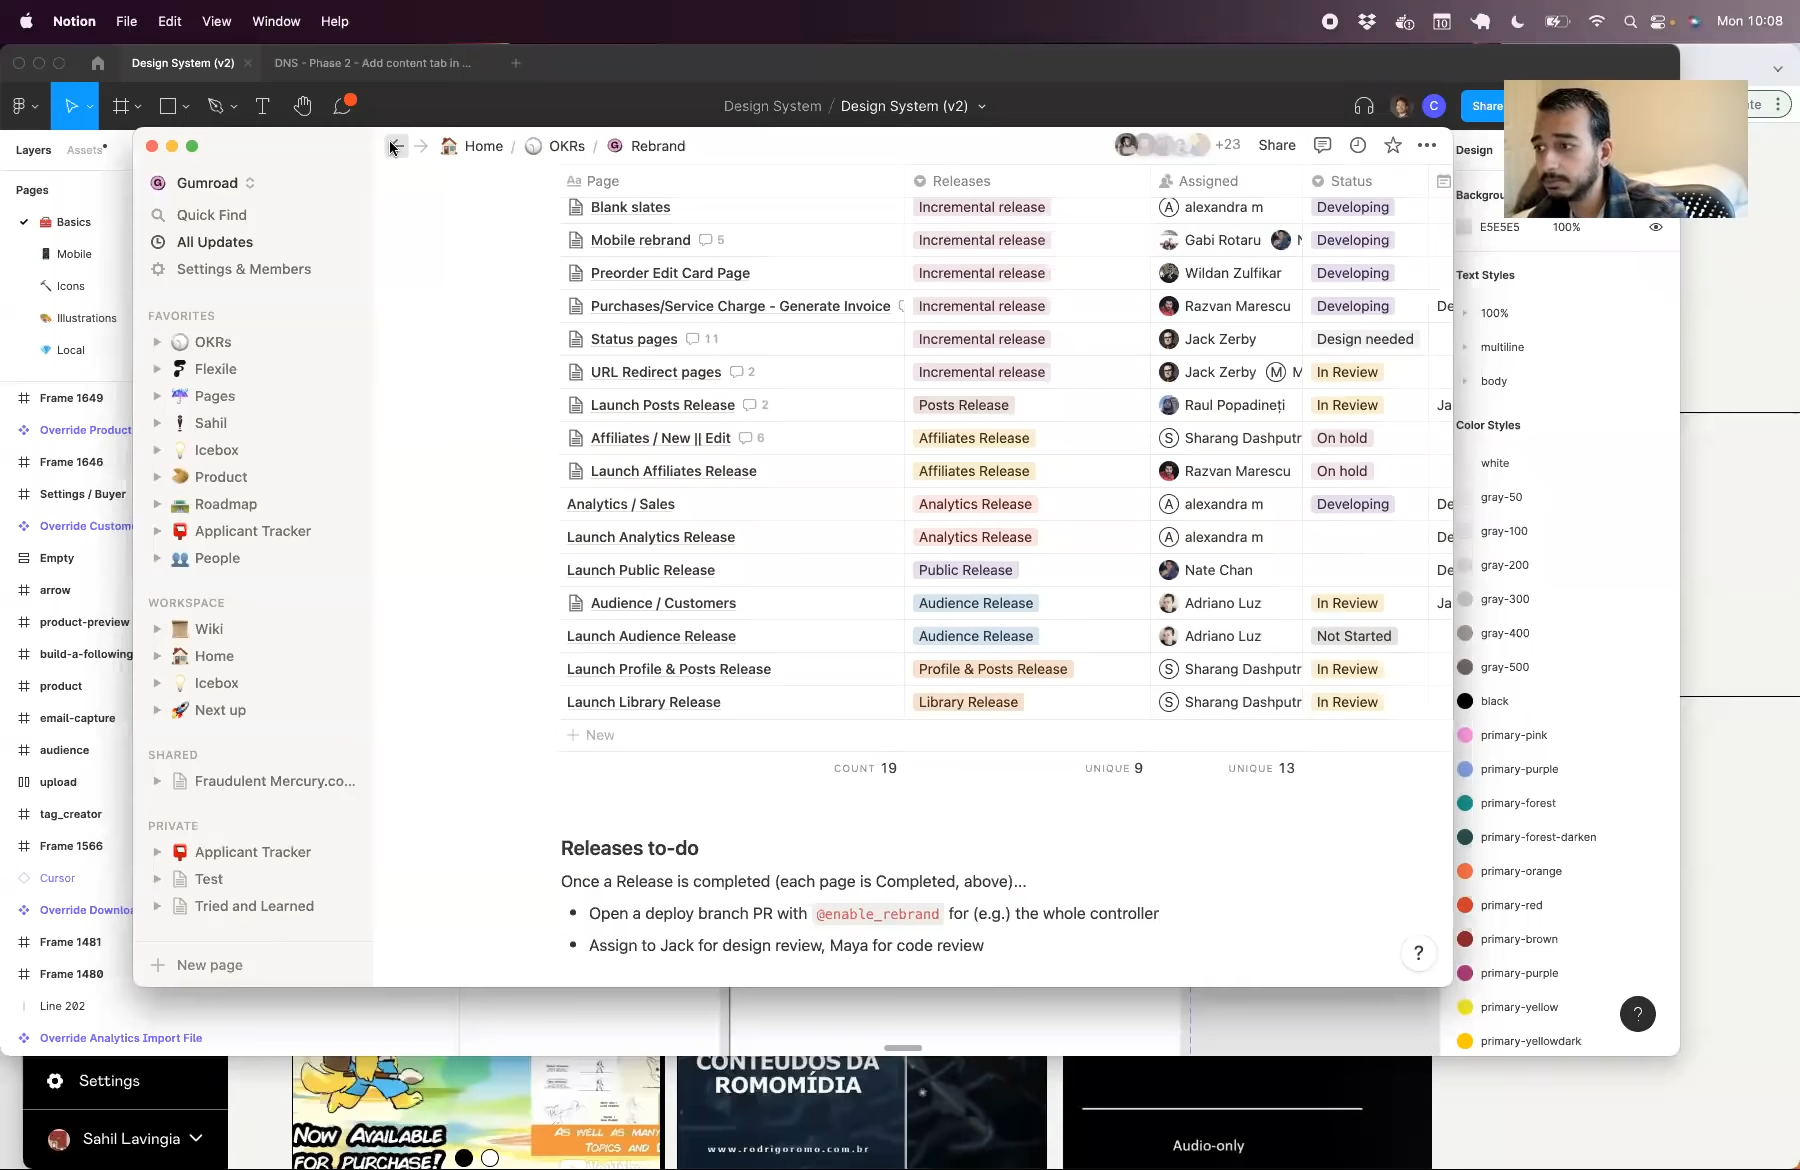 Notion File Edit View Window Help
10
Mon 10:08
Design System (v2)
DNS - Phase 2 - Add content tab in ...
Design System / Design System (v2)
C
Share
Layers
Assets
Pages
Basics
Mobile
Icons
Illustrations
Local
Frame 1649
Override Product
Frame 1646
Settings / Buyer
Override Custom
Empty
arrow
product-preview
build-a-following
product
email-capture
audience
upload
tag_creator
Frame 1566
Cursor
Override Downlo
Frame 1481
Frame 1480
Line 202
Override Analytics Import File
G
Gumroad
Quick Find
All Updates
Settings & Members
FAVORITES
OKRs
Flexile
Pages
Sahil
Icebox
Product
Roadmap
Applicant Tracker
People
WORKSPACE
Wiki
Home
Icebox
Next up
SHARED
Fraudulent Mercury.co...
PRIVATE
Applicant Tracker
Test
Tried and Learned
New page
Home / OKRs / G Rebrand
+23
Share
Aa Page Releases Assigned Status
Blank slates Incremental release A alexandra m Developing
Mobile rebrand 5 Incremental release Gabi Rotaru Developing
Preorder Edit Card Page Incremental release Wildan Zulfikar Developing
Purchases/Service Charge - Generate Invoice Incremental release Razvan Marescu Developing De
Status pages 11 Incremental release Jack Zerby Design needed
URL Redirect pages 2 Incremental release Jack Zerby M M In Review
Launch Posts Release 2 Posts Release Raul Popadineți In Review Ja
Affiliates / New || Edit 6 Affiliates Release S Sharang Dashputr On hold
Launch Affiliates Release Affiliates Release Razvan Marescu On hold
Analytics / Sales Analytics Release A alexandra m Developing De
Launch Analytics Release Analytics Release A alexandra m De
Launch Public Release Public Release Nate Chan De
Audience / Customers Audience Release Adriano Luz In Review Ja
Launch Audience Release Audience Release Adriano Luz Not Started
Launch Profile & Posts Release Profile & Posts Release S Sharang Dashputr In Review
Launch Library Release Library Release S Sharang Dashputr In Review
+ New
COUNT 19 UNIQUE 9 UNIQUE 13
Releases to-do
Once a Release is completed (each page is Completed, above)...
• Open a deploy branch PR with @enable_rebrand for (e.g.) the whole controller
• Assign to Jack for design review, Maya for code review
?
Design
Backgrou
E5E5E5 100%
Text Styles
100%
multiline
body
Color Styles
white
gray-50
gray-100
gray-200
gray-300
gray-400
gray-500
black
primary-pink
primary-purple
primary-forest
primary-forest-darken
primary-orange
primary-red
primary-brown
primary-purple
primary-yellow
primary-yellowdark
?
Settings
Sahil Lavingia
NOW AVAILABLE
FOR PURCHASE!
AS WELL AS MANY
TOPICS AND
CONTEÚDOS DA
ROMOMÍDIA
www.rodrigoromo.com.br
Audio-only